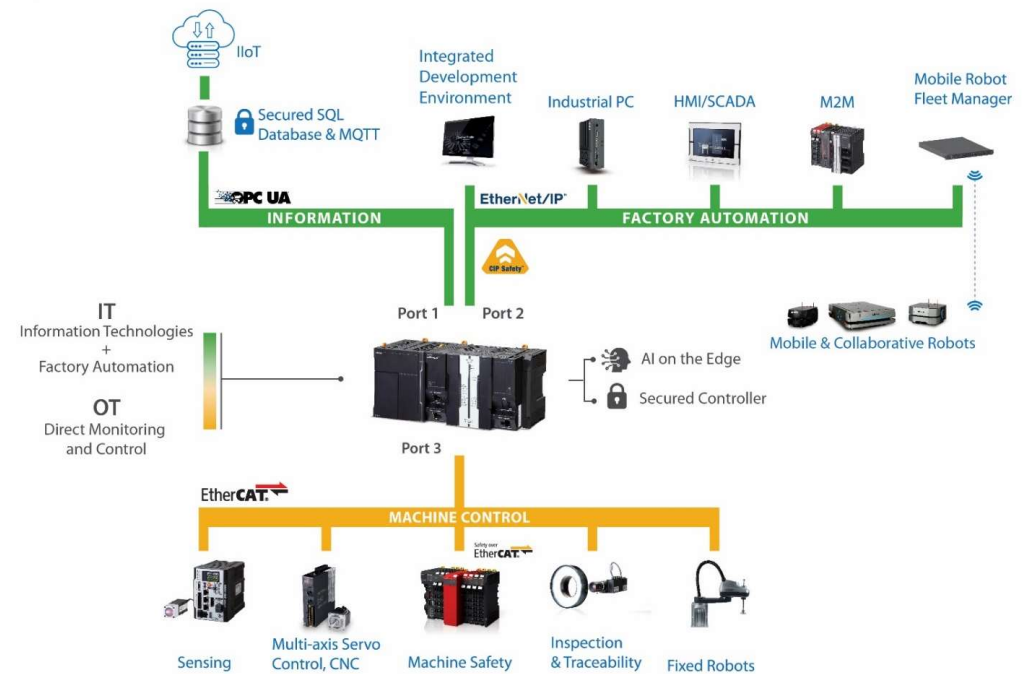 IIoT
Secured SQL
Database & MQTT
Integrated
Development
Environment
Industrial PC
HMI/SCADA
M2M
Mobile Robot
Fleet Manager
OPC UA
EtherNet/IP™
INFORMATION
FACTORY AUTOMATION
CIP Safety™
Port 1
Port 2
IT
Information Technologies
+
Factory Automation
OT
Direct Monitoring
and Control
Mobile & Collaborative Robots
AI on the Edge
Secured Controller
Port 3
EtherCAT®
MACHINE CONTROL
Safety over
EtherCAT®
Sensing
Multi-axis Servo
Control, CNC
Machine Safety
Inspection
& Traceability
Fixed Robots